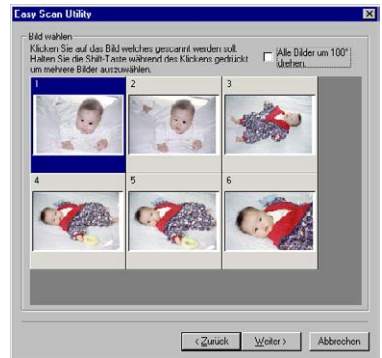 Easy Scan Utility
Bild wählen
Klicken Sie auf das Bild welches gescannt werden soll.
Halten Sie die Shift-Taste während des Klickens gedrückt
um mehrere Bilder auszuwählen.
Alle Bilder um 180°
drehen.
1
2
3
4
5
6
< Zurück
Weiter >
Abbrechen